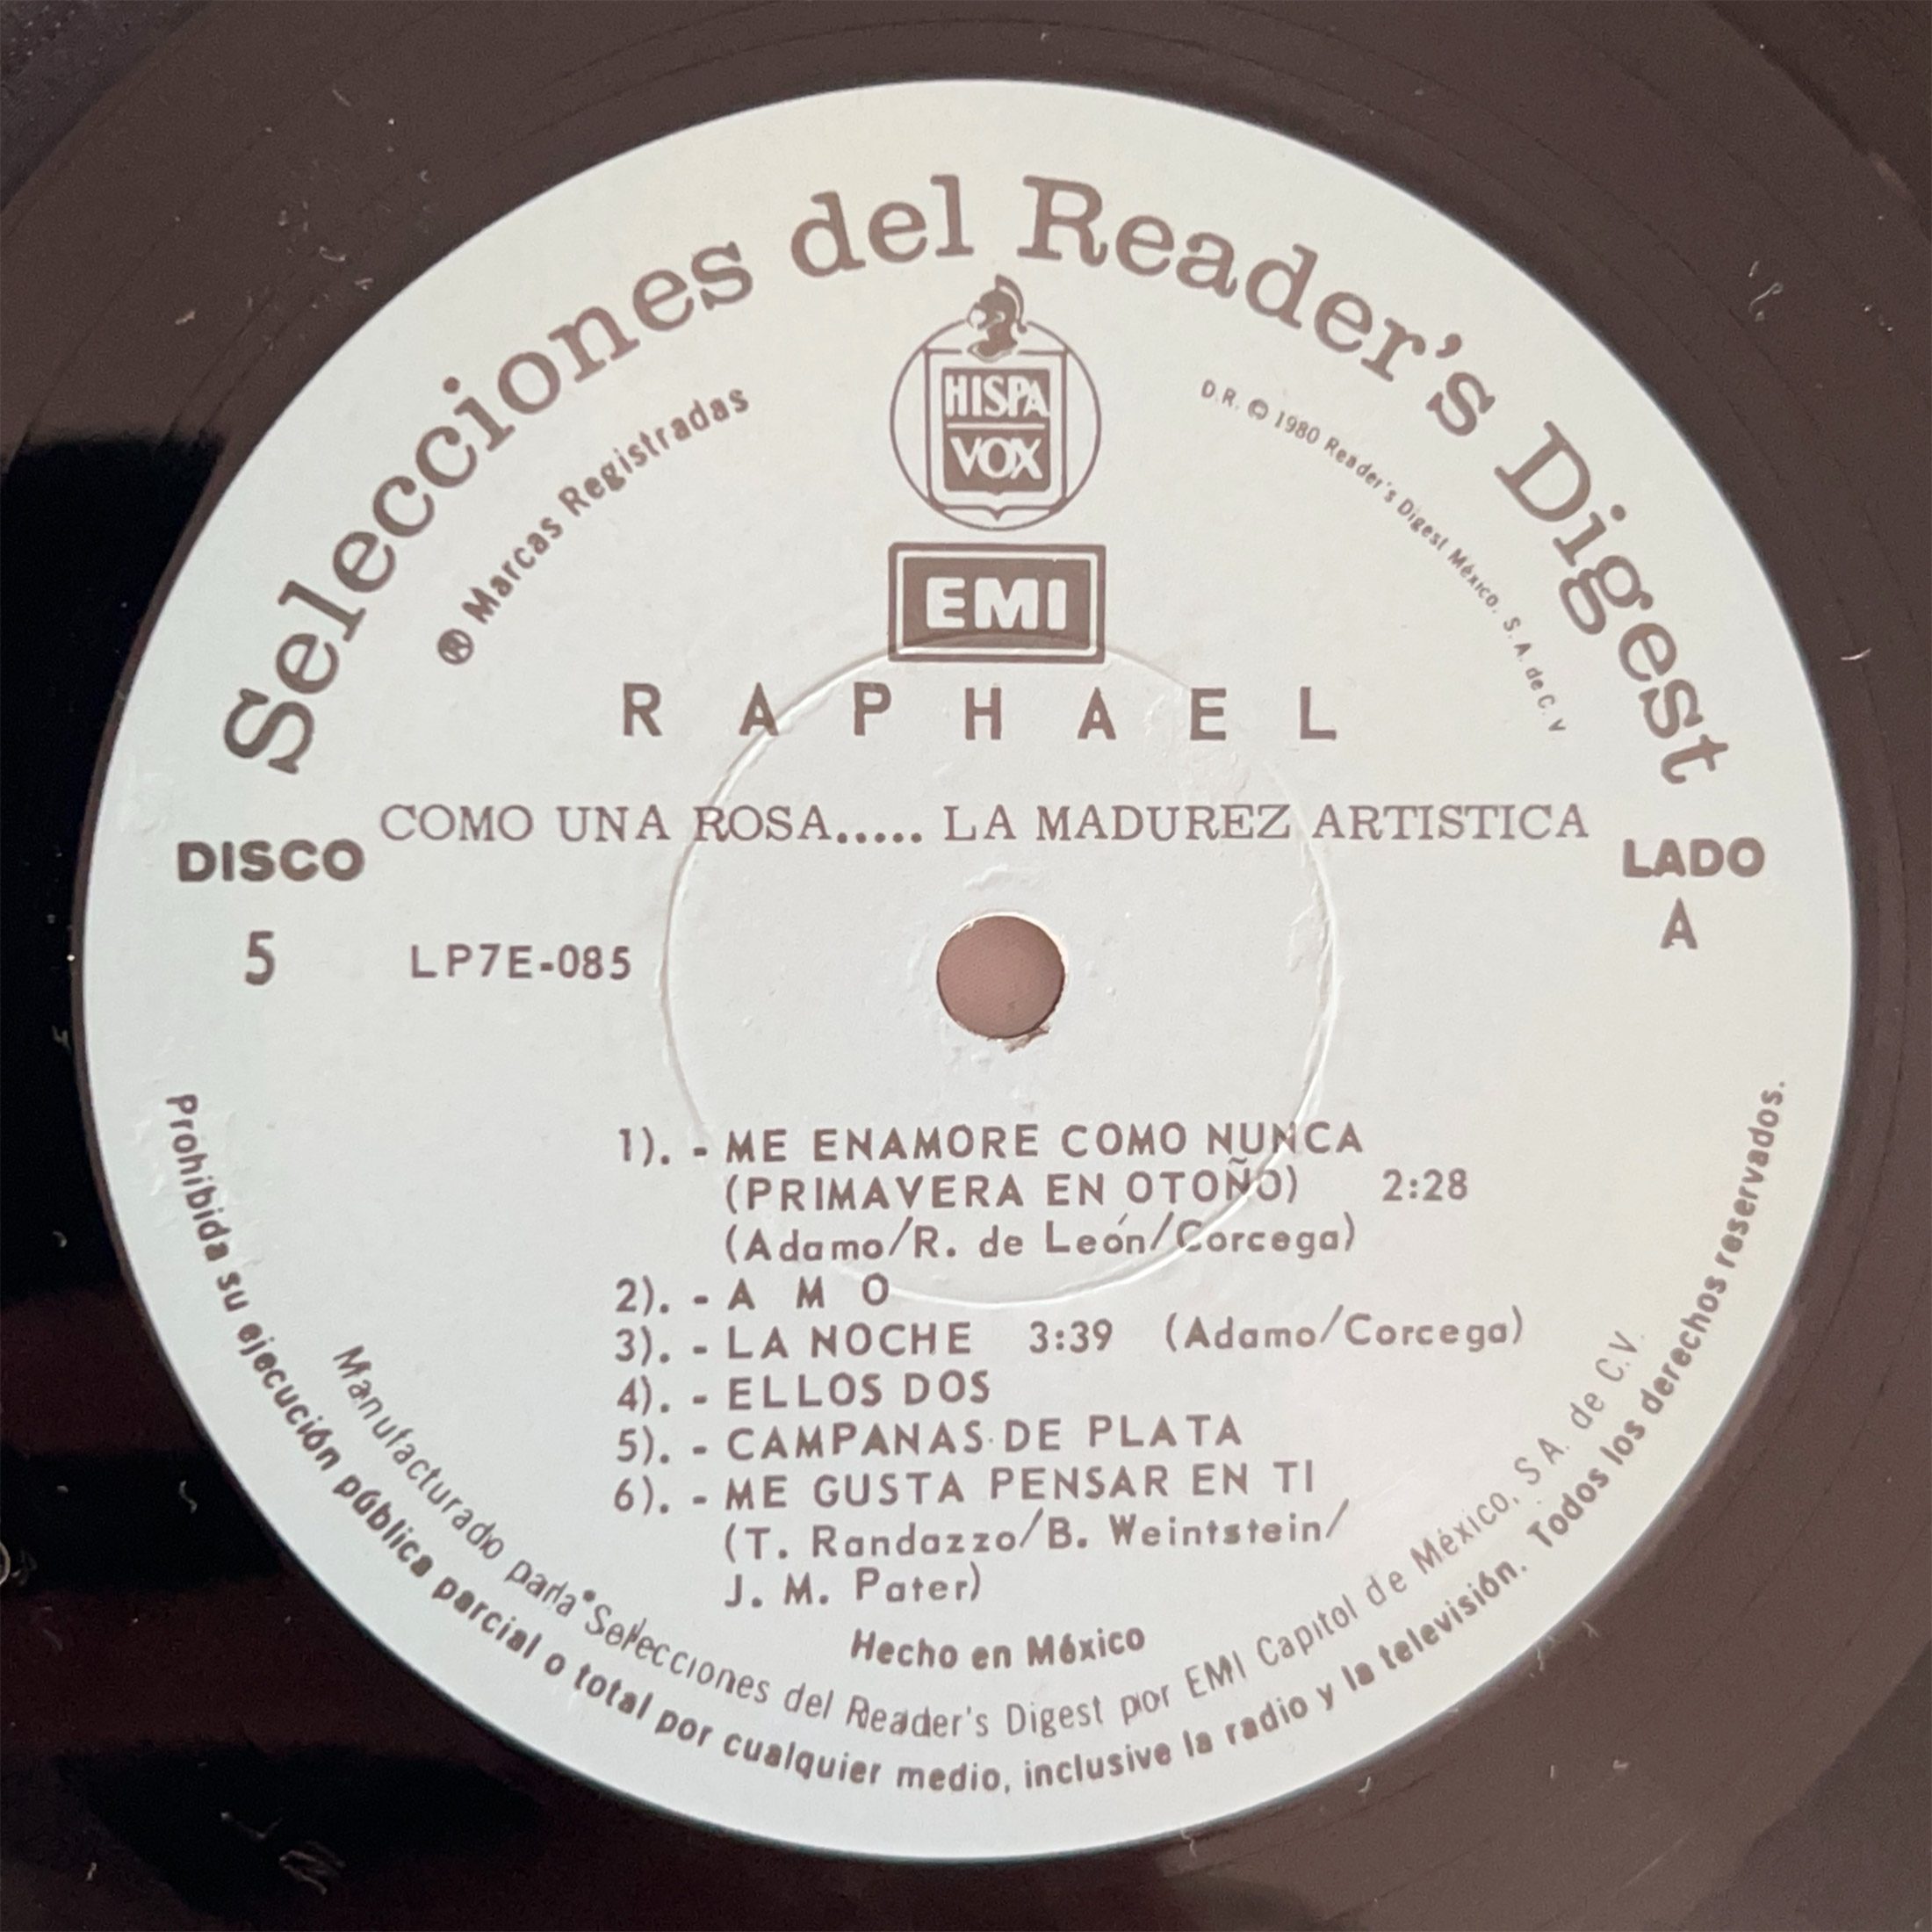 Selecciones del Reader's Digest
® Marcas Registradas
D.R. © 1980 Reader's Digest México, S.A. de C.V
HISPA
VOX
EMI
RAPHAEL
COMO UNA ROSA..... LA MADUREZ ARTISTICA
DISCO
5
LP7E-085
LADO
A
1). - ME ENAMORE COMO NUNCA
(PRIMAVERA EN OTOÑO) 2:28
(Adamo/R. de León/Corcega)
2). - A M O
3). - LA NOCHE 3:39 (Adamo/Corcega)
4). - ELLOS DOS
5). - CAMPANAS DE PLATA
6). - ME GUSTA PENSAR EN TI
(T. Randazzo/B. Weintstein/
J. M. Pater)
Hecho en México
Manufacturado para Selecciones del Reader's Digest por EMI Capitol de México, S.A. de C.V.
Prohibida su ejecución pública parcial o total por cualquier medio, inclusive la radio y la televisión. Todos los derechos reservados.